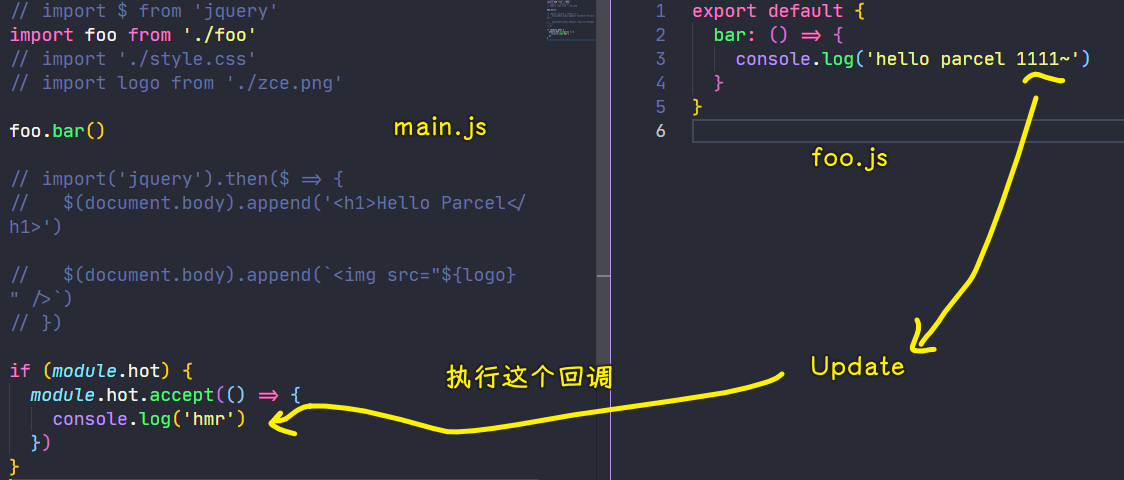 // import $ from 'jquery'
import foo from './foo'
// import './style.css'
// import logo from './zce.png'
foo.bar()
main.js
// import('jquery').then($ => {
//   $(document.body).append('<h1>Hello Parcel</
h1>')
//   $(document.body).append(`<img src="${logo}
" />`)
// })
if (module.hot) {
  module.hot.accept(() => {
    console.log('hmr')
  })
}
执行这个回调
1 export default {
2   bar: () => {
3     console.log('hello parcel 1111~')
4   }
5 }
6
foo.js
Update